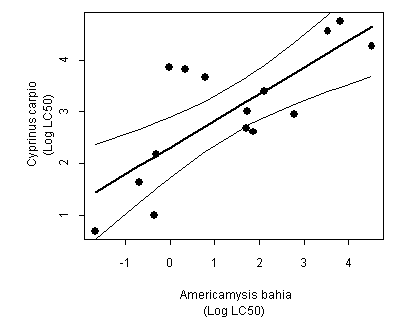 Cyprinus carpio
(Log LC50)
4
3
2
1
-1 0 1 2 3 4
Americamysis bahia
(Log LC50)